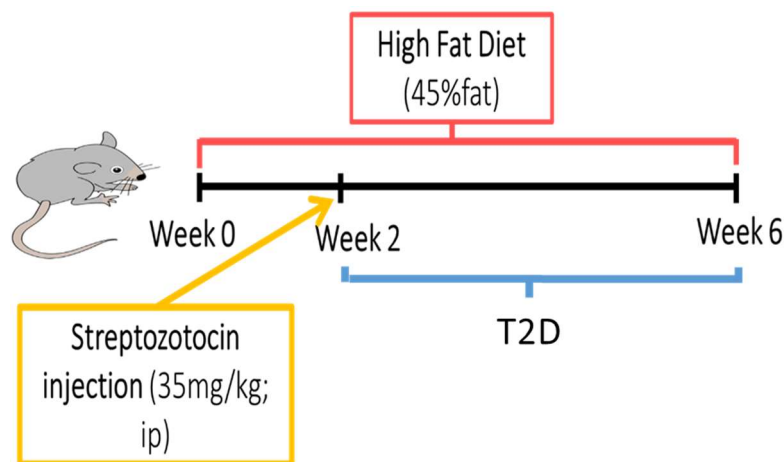 High Fat Diet
(45%fat)
Week 0
Week 2
Week 6
T2D
Streptozotocin
injection (35mg/kg;
ip)